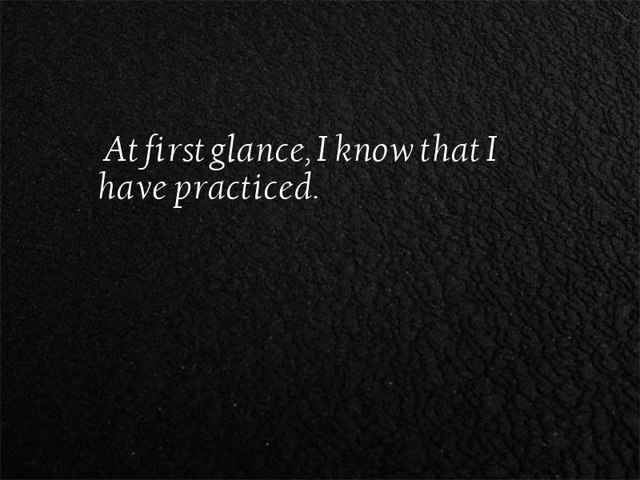 At first glance, I know that I
have practiced.